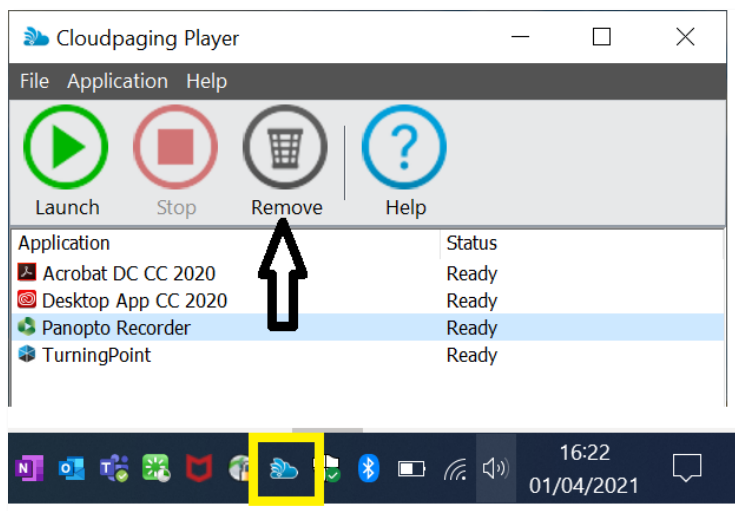 Cloudpaging Player
File Application Help
Launch Stop Remove Help
Application Status
Acrobat DC CC 2020 Ready
Desktop App CC 2020 Ready
Panopto Recorder Ready
TurningPoint Ready
16:22
01/04/2021